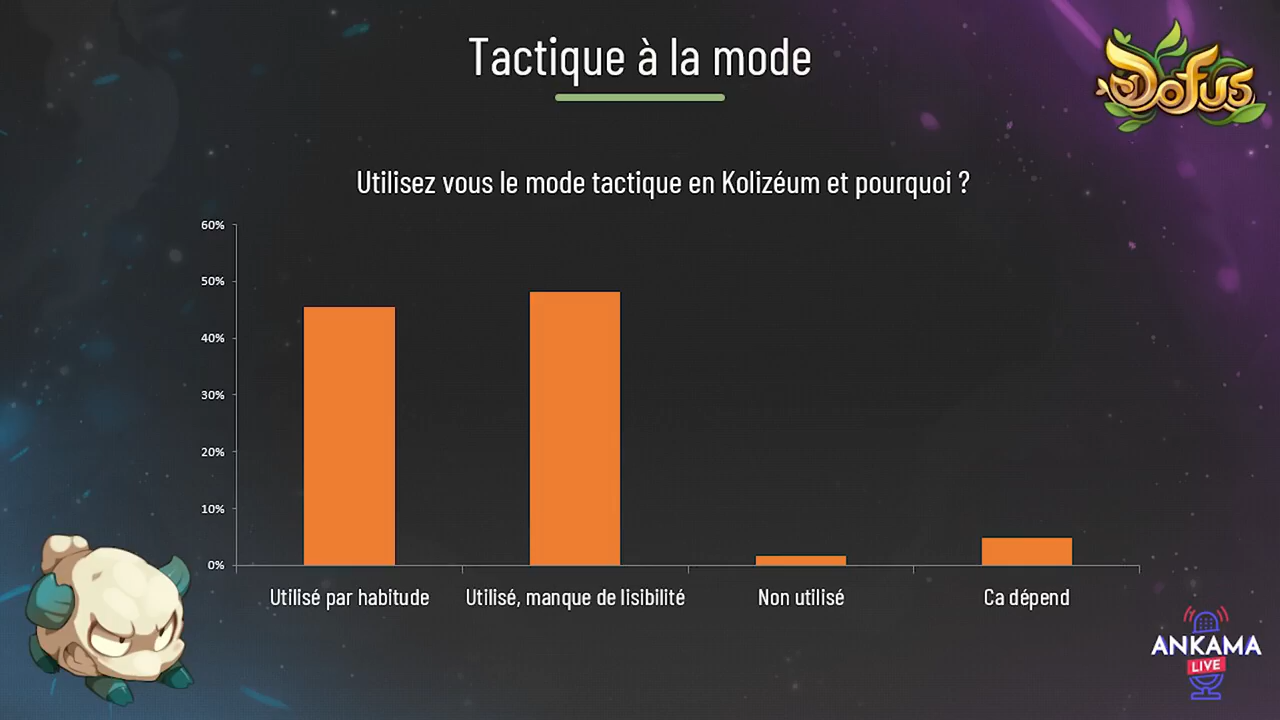 Tactique à la mode
DOFUS
Utilisez vous le mode tactique en Kolizéum et pourquoi ?
60%
50%
40%
30%
20%
10%
0%
Utilisé par habitude
Utilisé, manque de lisibilité
Non utilisé
Ca dépend
ANKAMA
LIVE